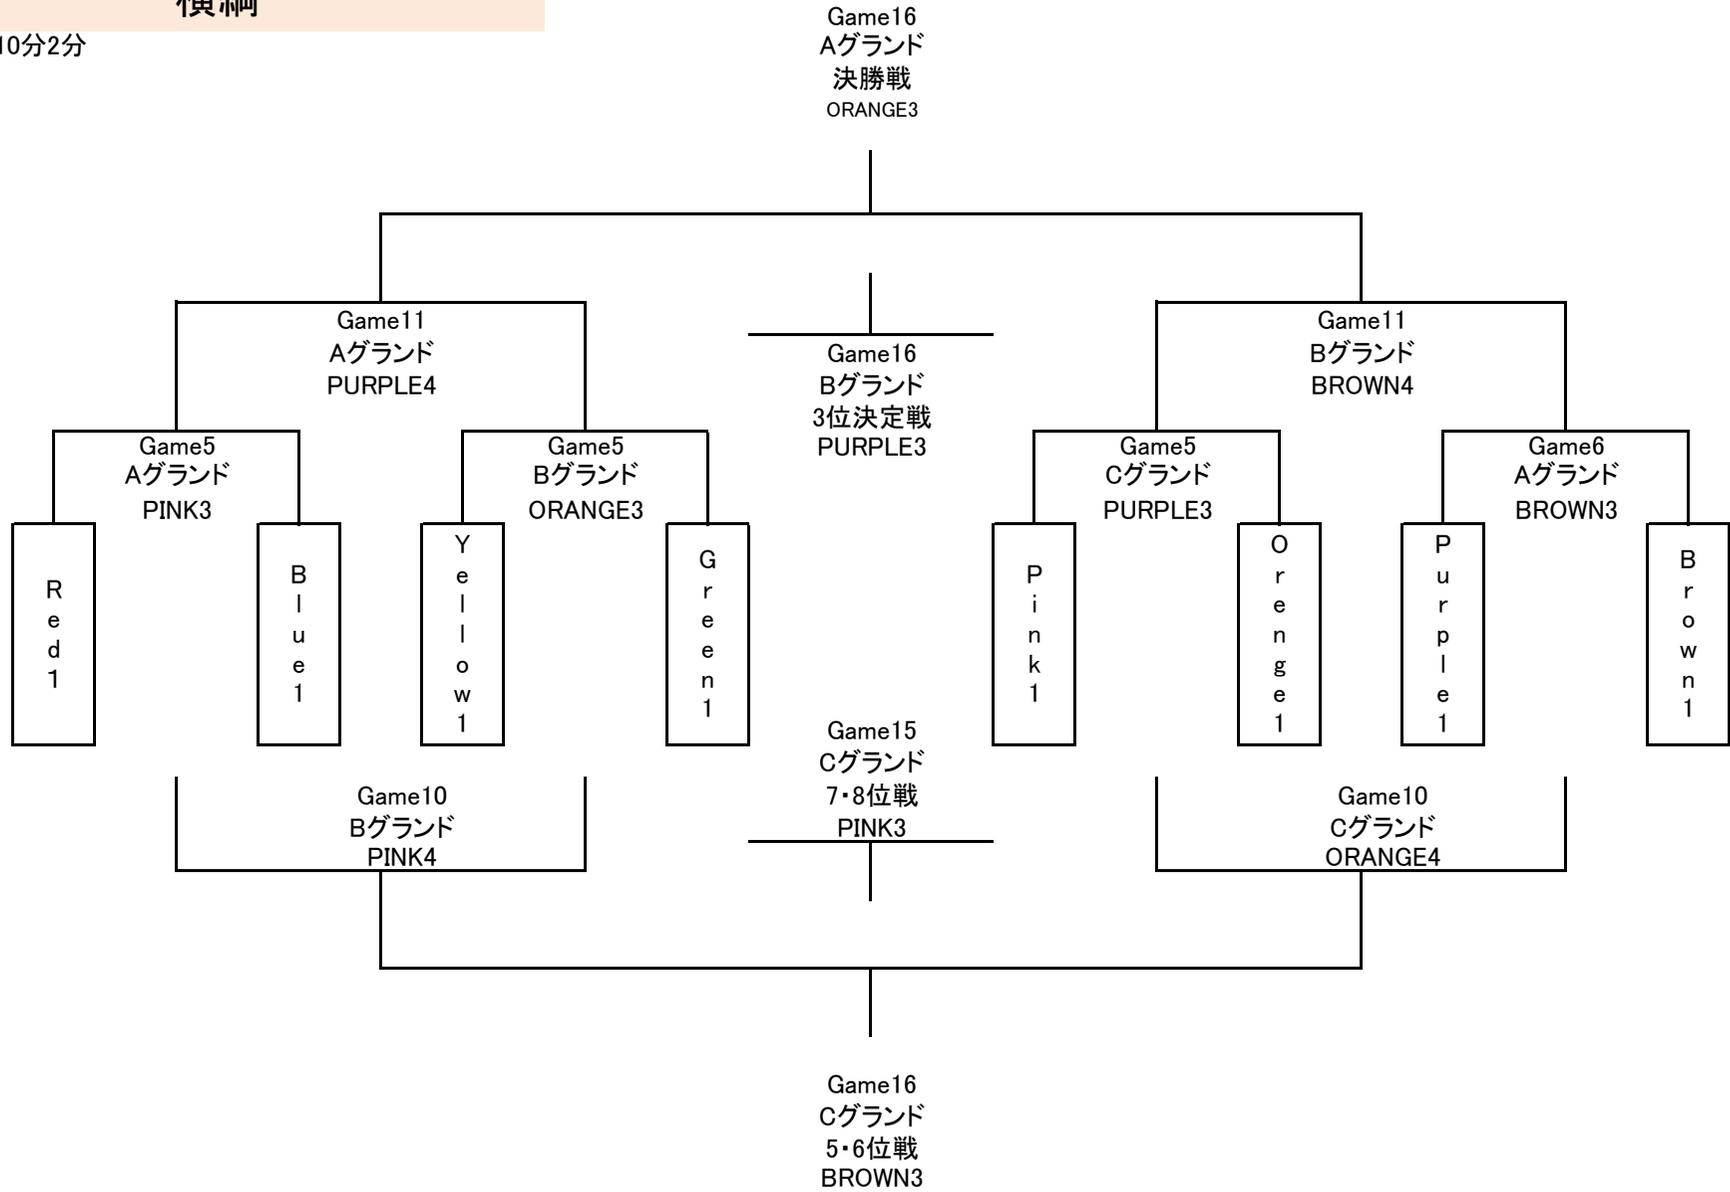 横綱
10分2分
Game16
Aグランド
決勝戦
ORANGE3
Game11
Aグランド
PURPLE4
Game16
Bグランド
3位決定戦
PURPLE3
Game11
Bグランド
BROWN4
Game5
Aグランド
PINK3
Game5
Bグランド
ORANGE3
Game5
Cグランド
PURPLE3
Game6
Aグランド
BROWN3
Red1
Blue1
Yellow1
Green1
Pink1
Orenge1
Purple1
Brown1
Game15
Cグランド
7・8位戦
PINK3
Game10
Bグランド
PINK4
Game10
Cグランド
ORANGE4
Game16
Cグランド
5・6位戦
BROWN3